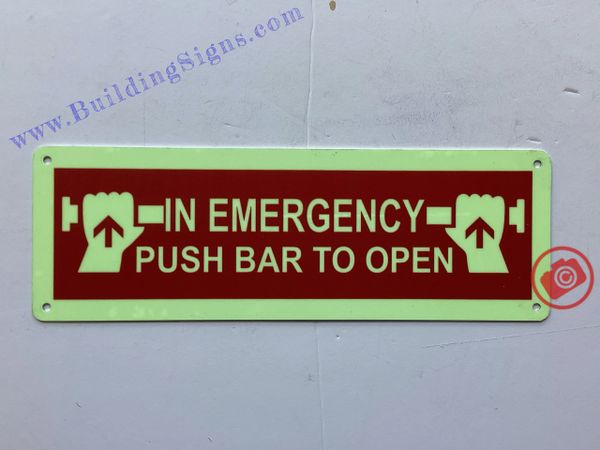 www.BuildingSigns.com
IN EMERGENCY
PUSH BAR TO OPEN